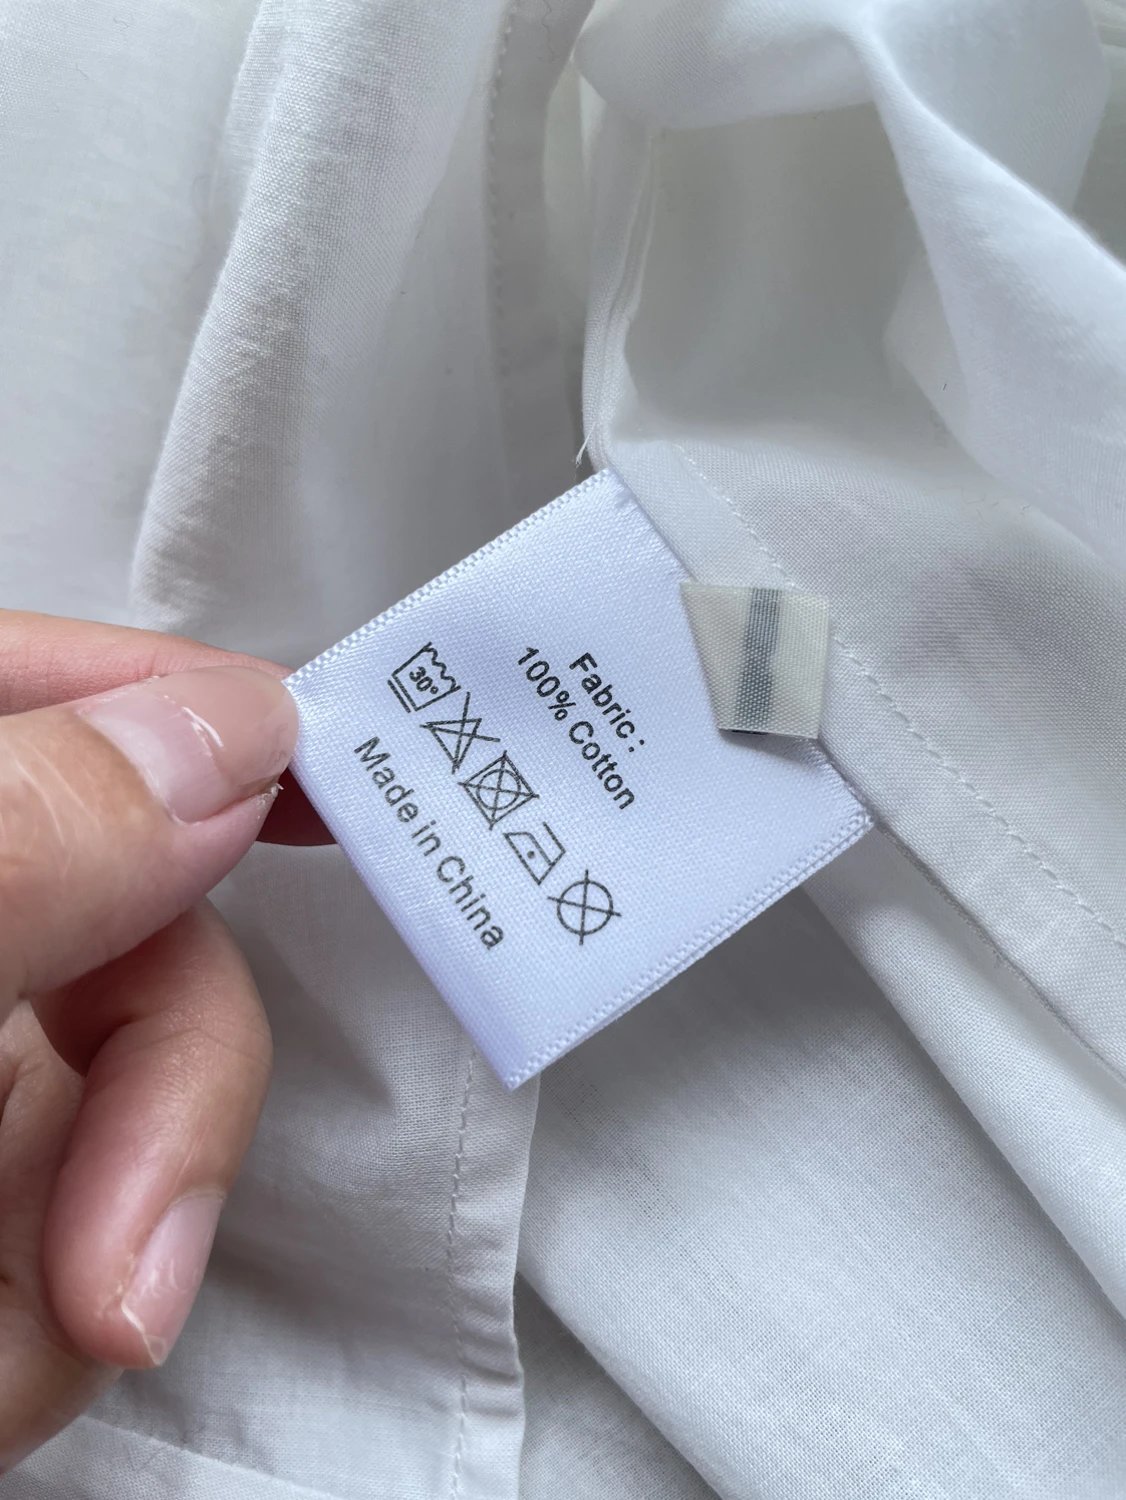 Fabric :
100% Cotton
30°
Made in China